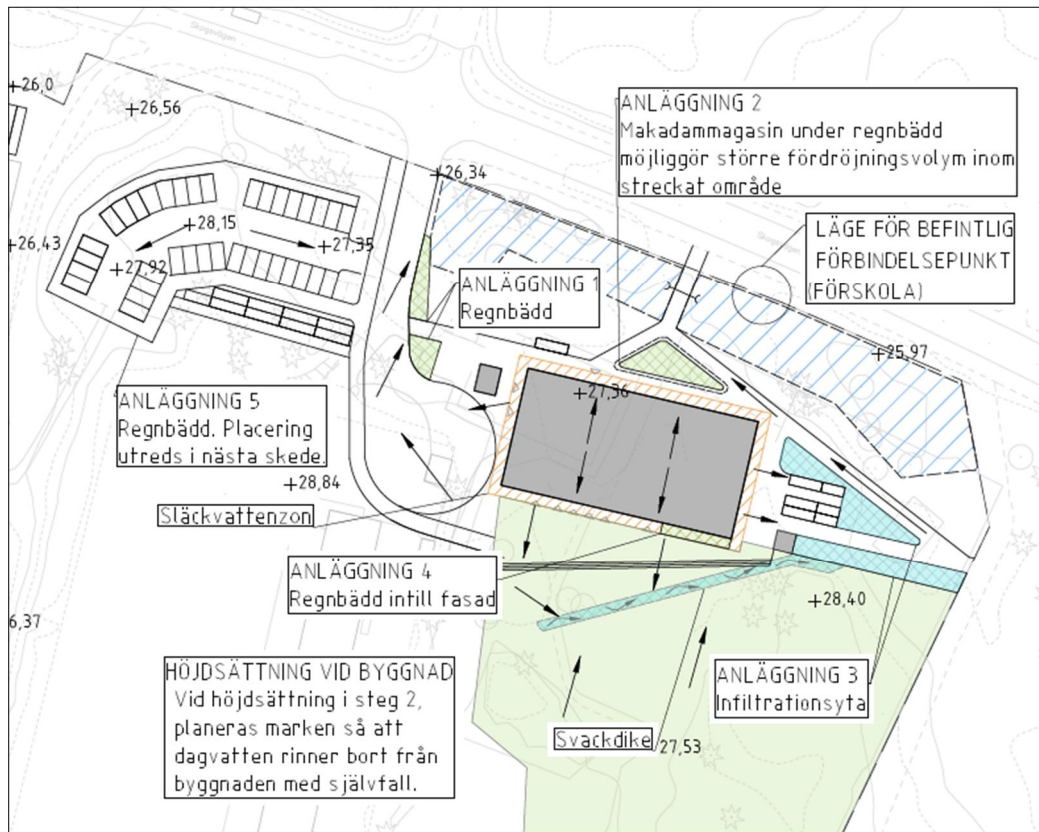 Skurgevägen
+26,0
+26,56
ANLÄGGNING 2
Makadammagasin under regnbädd
möjliggör större fördröjningsvolym inom
streckat område
+26,34
+28,15
+26,43
+27,35
+27,92
LÄGE FÖR BEFINTLIG
FÖRBINDELSEPUNKT
(FÖRSKOLA)
ANLÄGGNING 1
Regnbädd
+25,97
+27,36
ANLÄGGNING 5
Regnbädd. Placering
utreds i nästa skede.
+28,84
Släckvattenzon
ANLÄGGNING 4
Regnbädd intill fasad
+28,40
6,37
HÖJDSÄTTNING VID BYGGNAD
Vid höjdsättning i steg 2,
planeras marken så att
dagvatten rinner bort från
byggnaden med självfall.
ANLÄGGNING 3
Infiltrationsyta
Svackdike
27,53